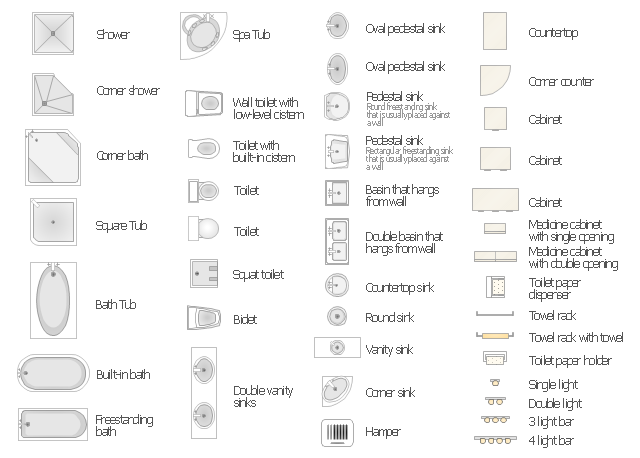 Shower
Corner shower
Corner bath
Square Tub
Bath Tub
Built-in bath
Freestanding
bath
Spa Tub
Wall toilet with
low-level cistern
Toilet with
built-in cistern
Toilet
Toilet
Squat toilet
Bidet
Double vanity
sinks
Oval pedestal sink
Oval pedestal sink
Pedestal sink
Round freestanding sink
that is usually placed against
a wall
Pedestal sink
Rectangular freestanding sink
that is usually placed against
a wall
Basin that hangs
from wall
Double basin that
hangs from wall
Countertop sink
Round sink
Vanity sink
Corner sink
Hamper
Countertop
Corner counter
Cabinet
Cabinet
Cabinet
Medicine cabinet
with single opening
Medicine cabinet
with double opening
Toilet paper
dispenser
Towel rack
Towel rack with towel
Toilet paper holder
Single light
Double light
3 light bar
4 light bar